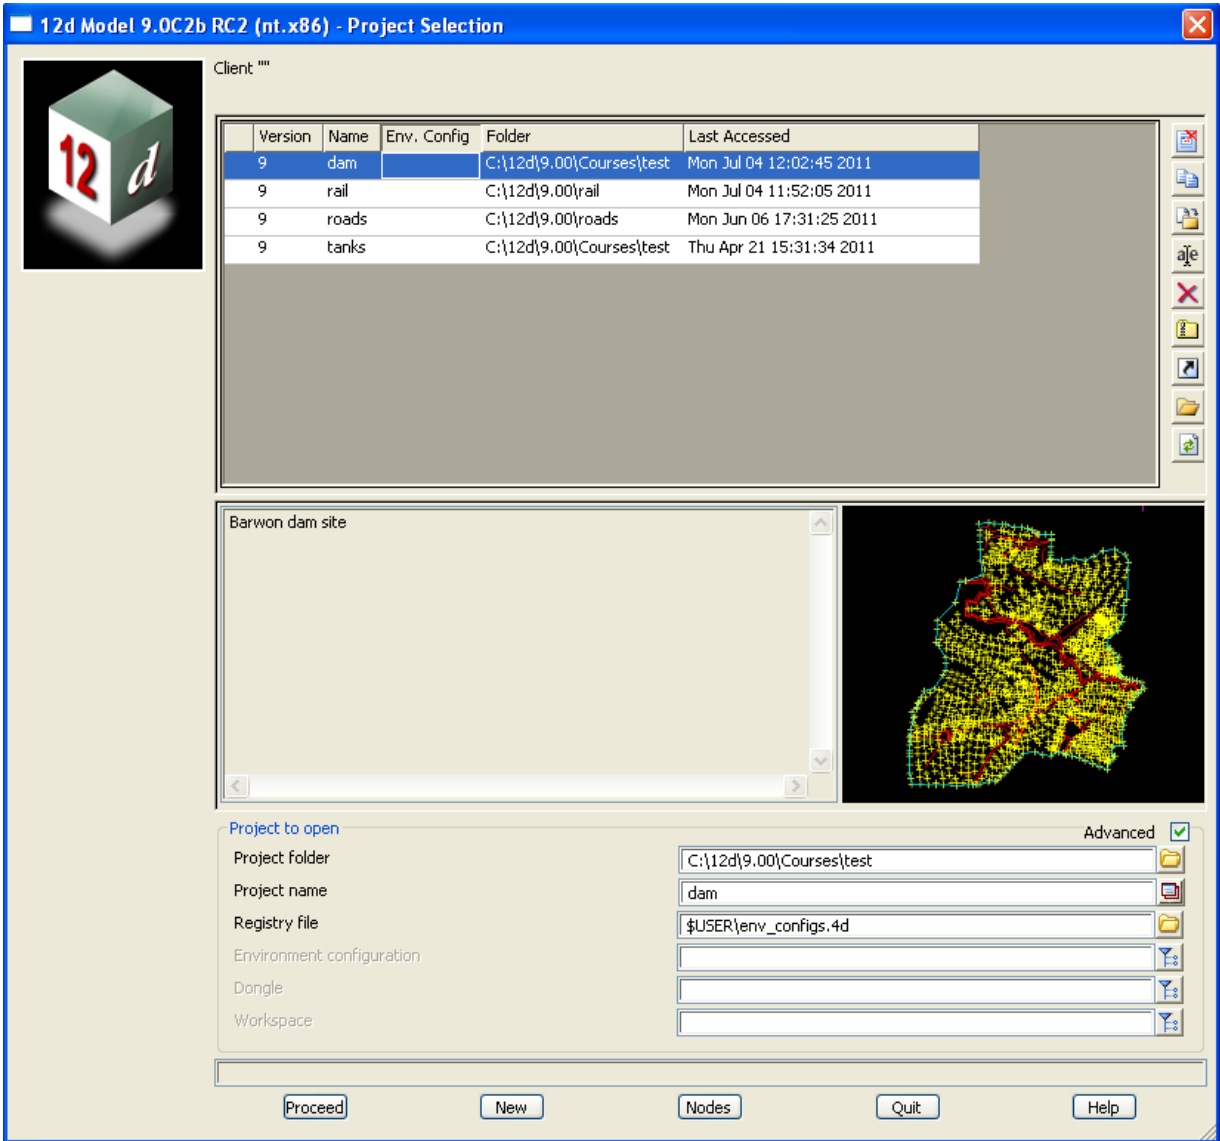 12d Model 9.0C2b RC2 (nt.x86) - Project Selection
12 d
Client ""
Version Name Env. Config Folder Last Accessed
9 dam C:\12d\9.00\Courses\test Mon Jul 04 12:02:45 2011
9 rail C:\12d\9.00\rail Mon Jul 04 11:52:05 2011
9 roads C:\12d\9.00\roads Mon Jun 06 17:31:25 2011
9 tanks C:\12d\9.00\Courses\test Thu Apr 21 15:31:34 2011
Barwon dam site
Project to open Advanced
Project folder C:\12d\9.00\Courses\test
Project name dam
Registry file $USER\env_configs.4d
Environment configuration
Dongle
Workspace
Proceed New Nodes Quit Help